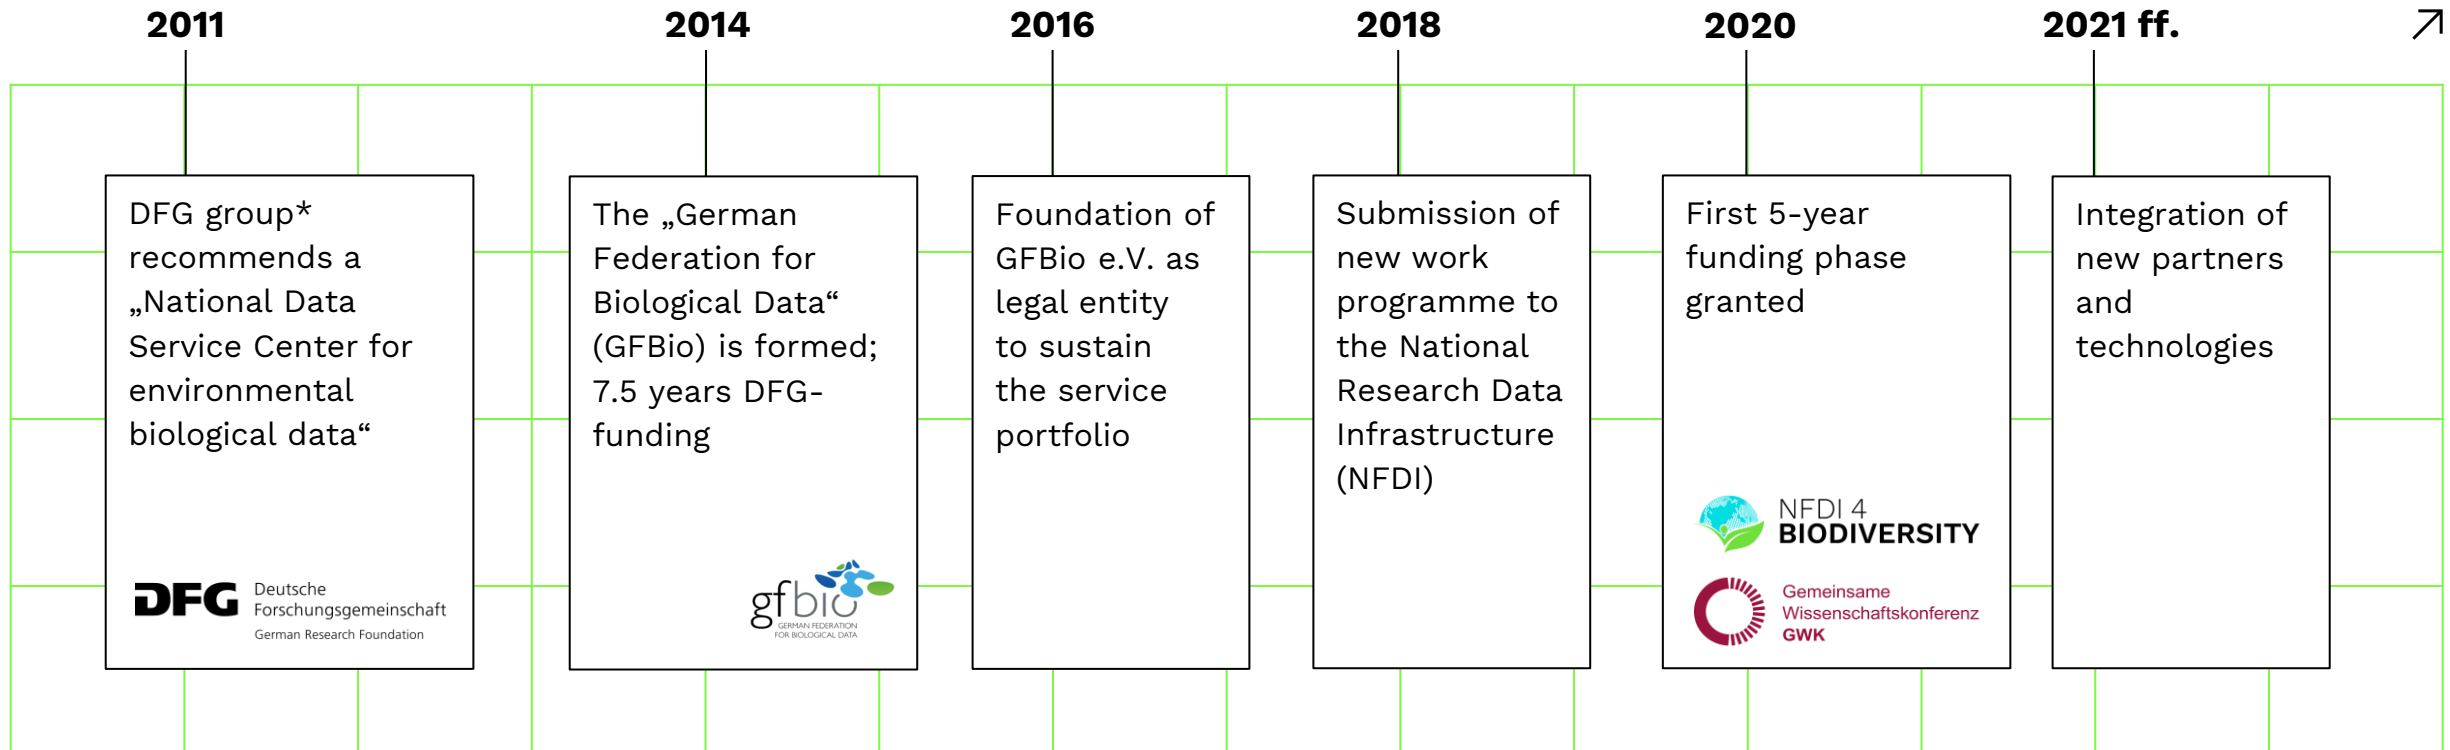 2011
DFG group*
recommends a
„National Data
Service Center for
environmental
biological data“
DFG
Deutsche
Forschungsgemeinschaft
German Research Foundation
2014
The „German
Federation for
Biological Data“
(GFBio) is formed;
7.5 years DFG-
funding
gfbio
GERMAN FEDERATION
FOR BIOLOGICAL DATA
2016
Foundation of
GFBio e.V. as
legal entity
to sustain
the service
portfolio
2018
Submission of
new work
programme to
the National
Research Data
Infrastructure
(NFDI)
2020
First 5-year
funding phase
granted
NFDI 4
BIODIVERSITY
Gemeinsame
Wissenschaftskonferenz
GWK
2021 ff.
Integration of
new partners
and
technologies